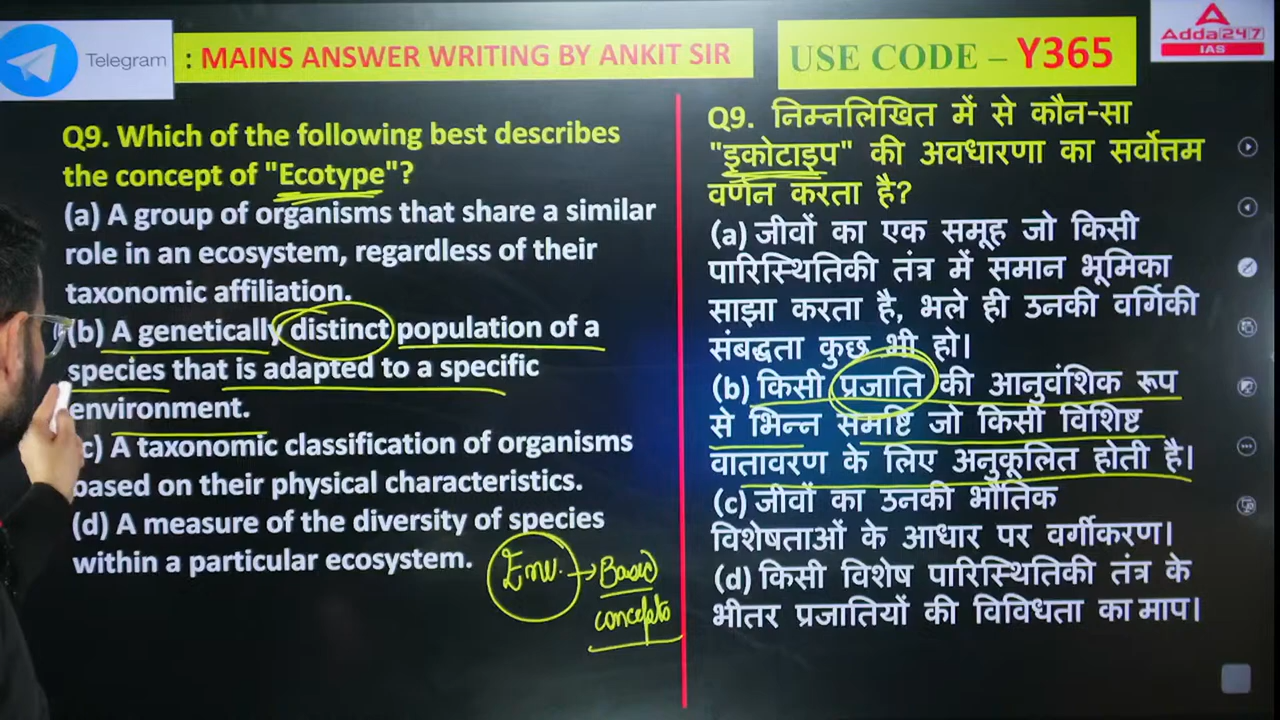 Telegram
: MAINS ANSWER WRITING BY ANKIT SIR
USE CODE – Y365
Adda247
IAS
Q9. Which of the following best describes
the concept of "Ecotype"?
(a) A group of organisms that share a similar
role in an ecosystem, regardless of their
taxonomic affiliation.
(b) A genetically distinct population of a
species that is adapted to a specific
environment.
c) A taxonomic classification of organisms
based on their physical characteristics.
(d) A measure of the diversity of species
within a particular ecosystem.
Env. → Basic
concepts
Q9. निम्नलिखित में से कौन-सा
"इकोटाइप" की अवधारणा का सर्वोत्तम
वर्णन करता है?
(a) जीवों का एक समूह जो किसी
पारिस्थितिकी तंत्र में समान भूमिका
साझा करता है, भले ही उनकी वर्गिकी
संबद्धता कुछ भी हो।
(b) किसी प्रजाति की आनुवंशिक रूप
से भिन्न समष्टि जो किसी विशिष्ट
वातावरण के लिए अनुकूलित होती है।
(c) जीवों का उनकी भौतिक
विशेषताओं के आधार पर वर्गीकरण।
(d) किसी विशेष पारिस्थितिकी तंत्र के
भीतर प्रजातियों की विविधता का माप।